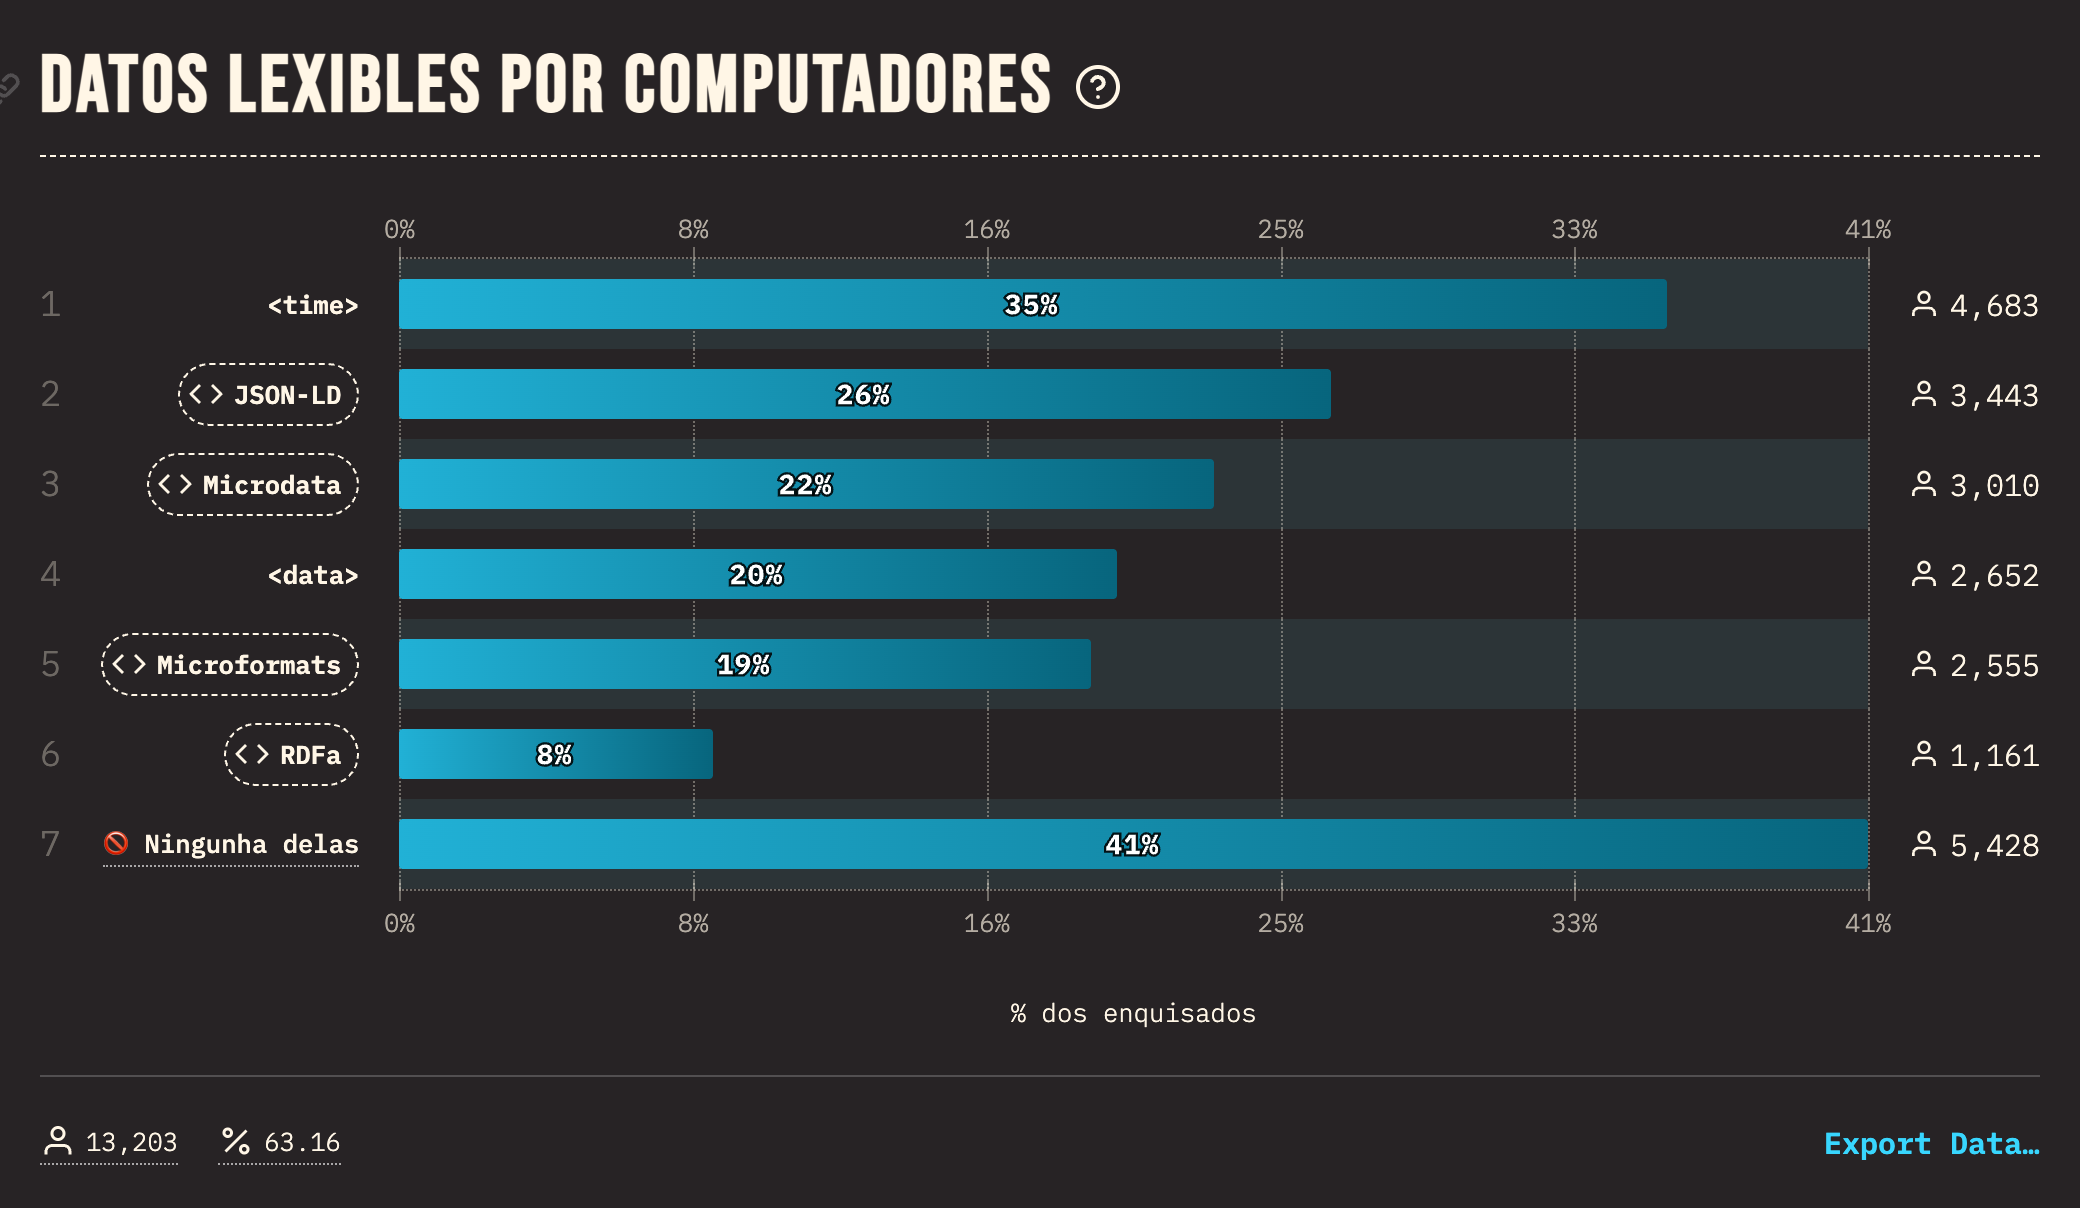 DATOS LEXIBLES POR COMPUTADORES ?
0% 8% 16% 25% 33% 41%
1 <time> 35% 4,683
2 <> JSON-LD 26% 3,443
3 <> Microdata 22% 3,010
4 <data> 20% 2,652
5 <> Microformats 19% 2,555
6 <> RDFa 8% 1,161
7 🚫 Ningunha delas 41% 5,428
0% 8% 16% 25% 33% 41%
% dos enquisados
13,203 % 63.16 Export Data…